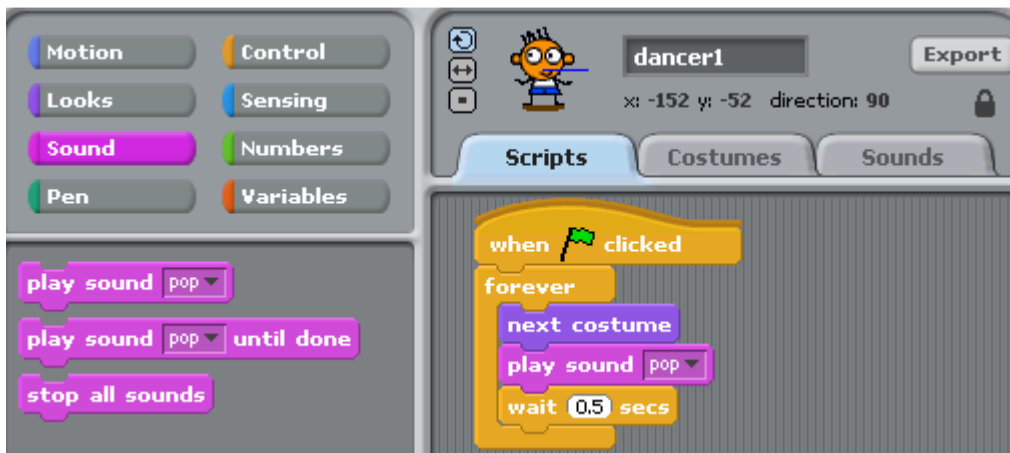 Motion
Control
Looks
Sensing
Sound
Numbers
Pen
Variables
play sound pop
play sound pop until done
stop all sounds
dancer1
Export
x: -152 y: -52 direction: 90
Scripts
Costumes
Sounds
when clicked
forever
next costume
play sound pop
wait 0.5 secs